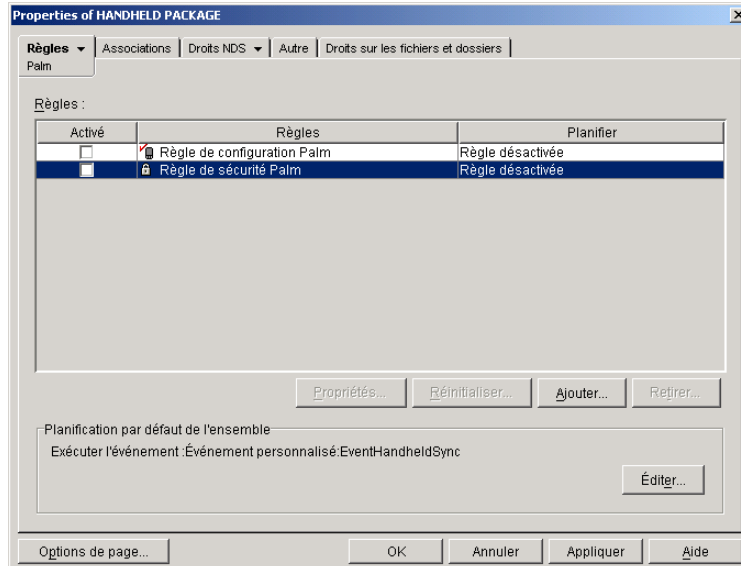 Properties of HANDHELD PACKAGE
Règles Associations Droits NDS Autre Droits sur les fichiers et dossiers
Palm
Règles :
Activé Règles Planifier
Règle de configuration Palm Règle désactivée
Règle de sécurité Palm Règle désactivée
Propriétés... Réinitialiser... Ajouter... Retirer...
Planification par défaut de l'ensemble
Exécuter l'événement :Événement personnalisé:EventHandheldSync
Éditer...
Options de page... OK Annuler Appliquer Aide